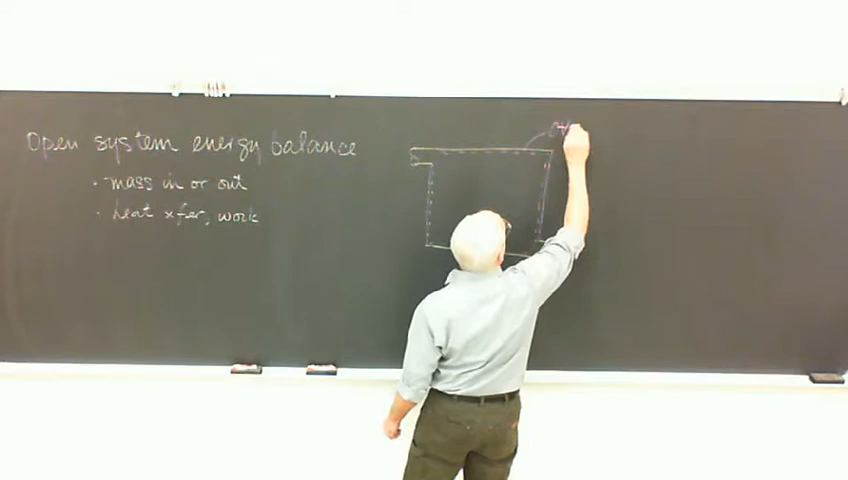 Open system energy balance
· mass in or out
· heat xfer, work